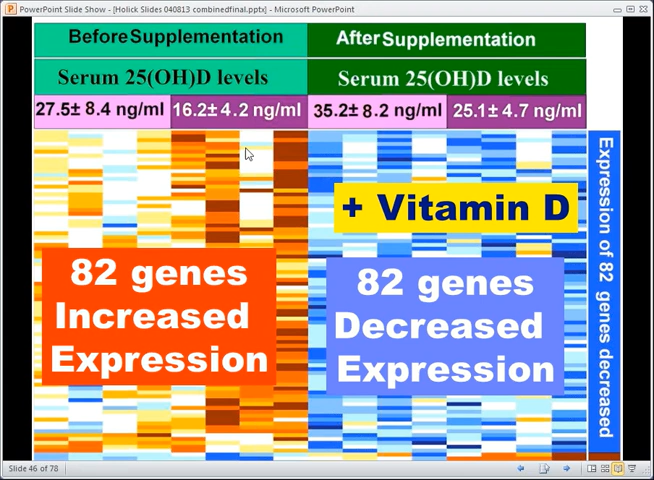 PowerPoint Slide Show - [Holick Slides 040813 combinedfinal.pptx] - Microsoft PowerPoint
Before Supplementation
After Supplementation
Serum 25(OH)D levels
Serum 25(OH)D levels
27.5± 8.4 ng/ml
16.2± 4.2 ng/ml
35.2± 8.2 ng/ml
25.1± 4.7 ng/ml
+ Vitamin D
82 genes
Increased
Expression
82 genes
Decreased
Expression
Expression of 82 genes decreased
Slide 46 of 78